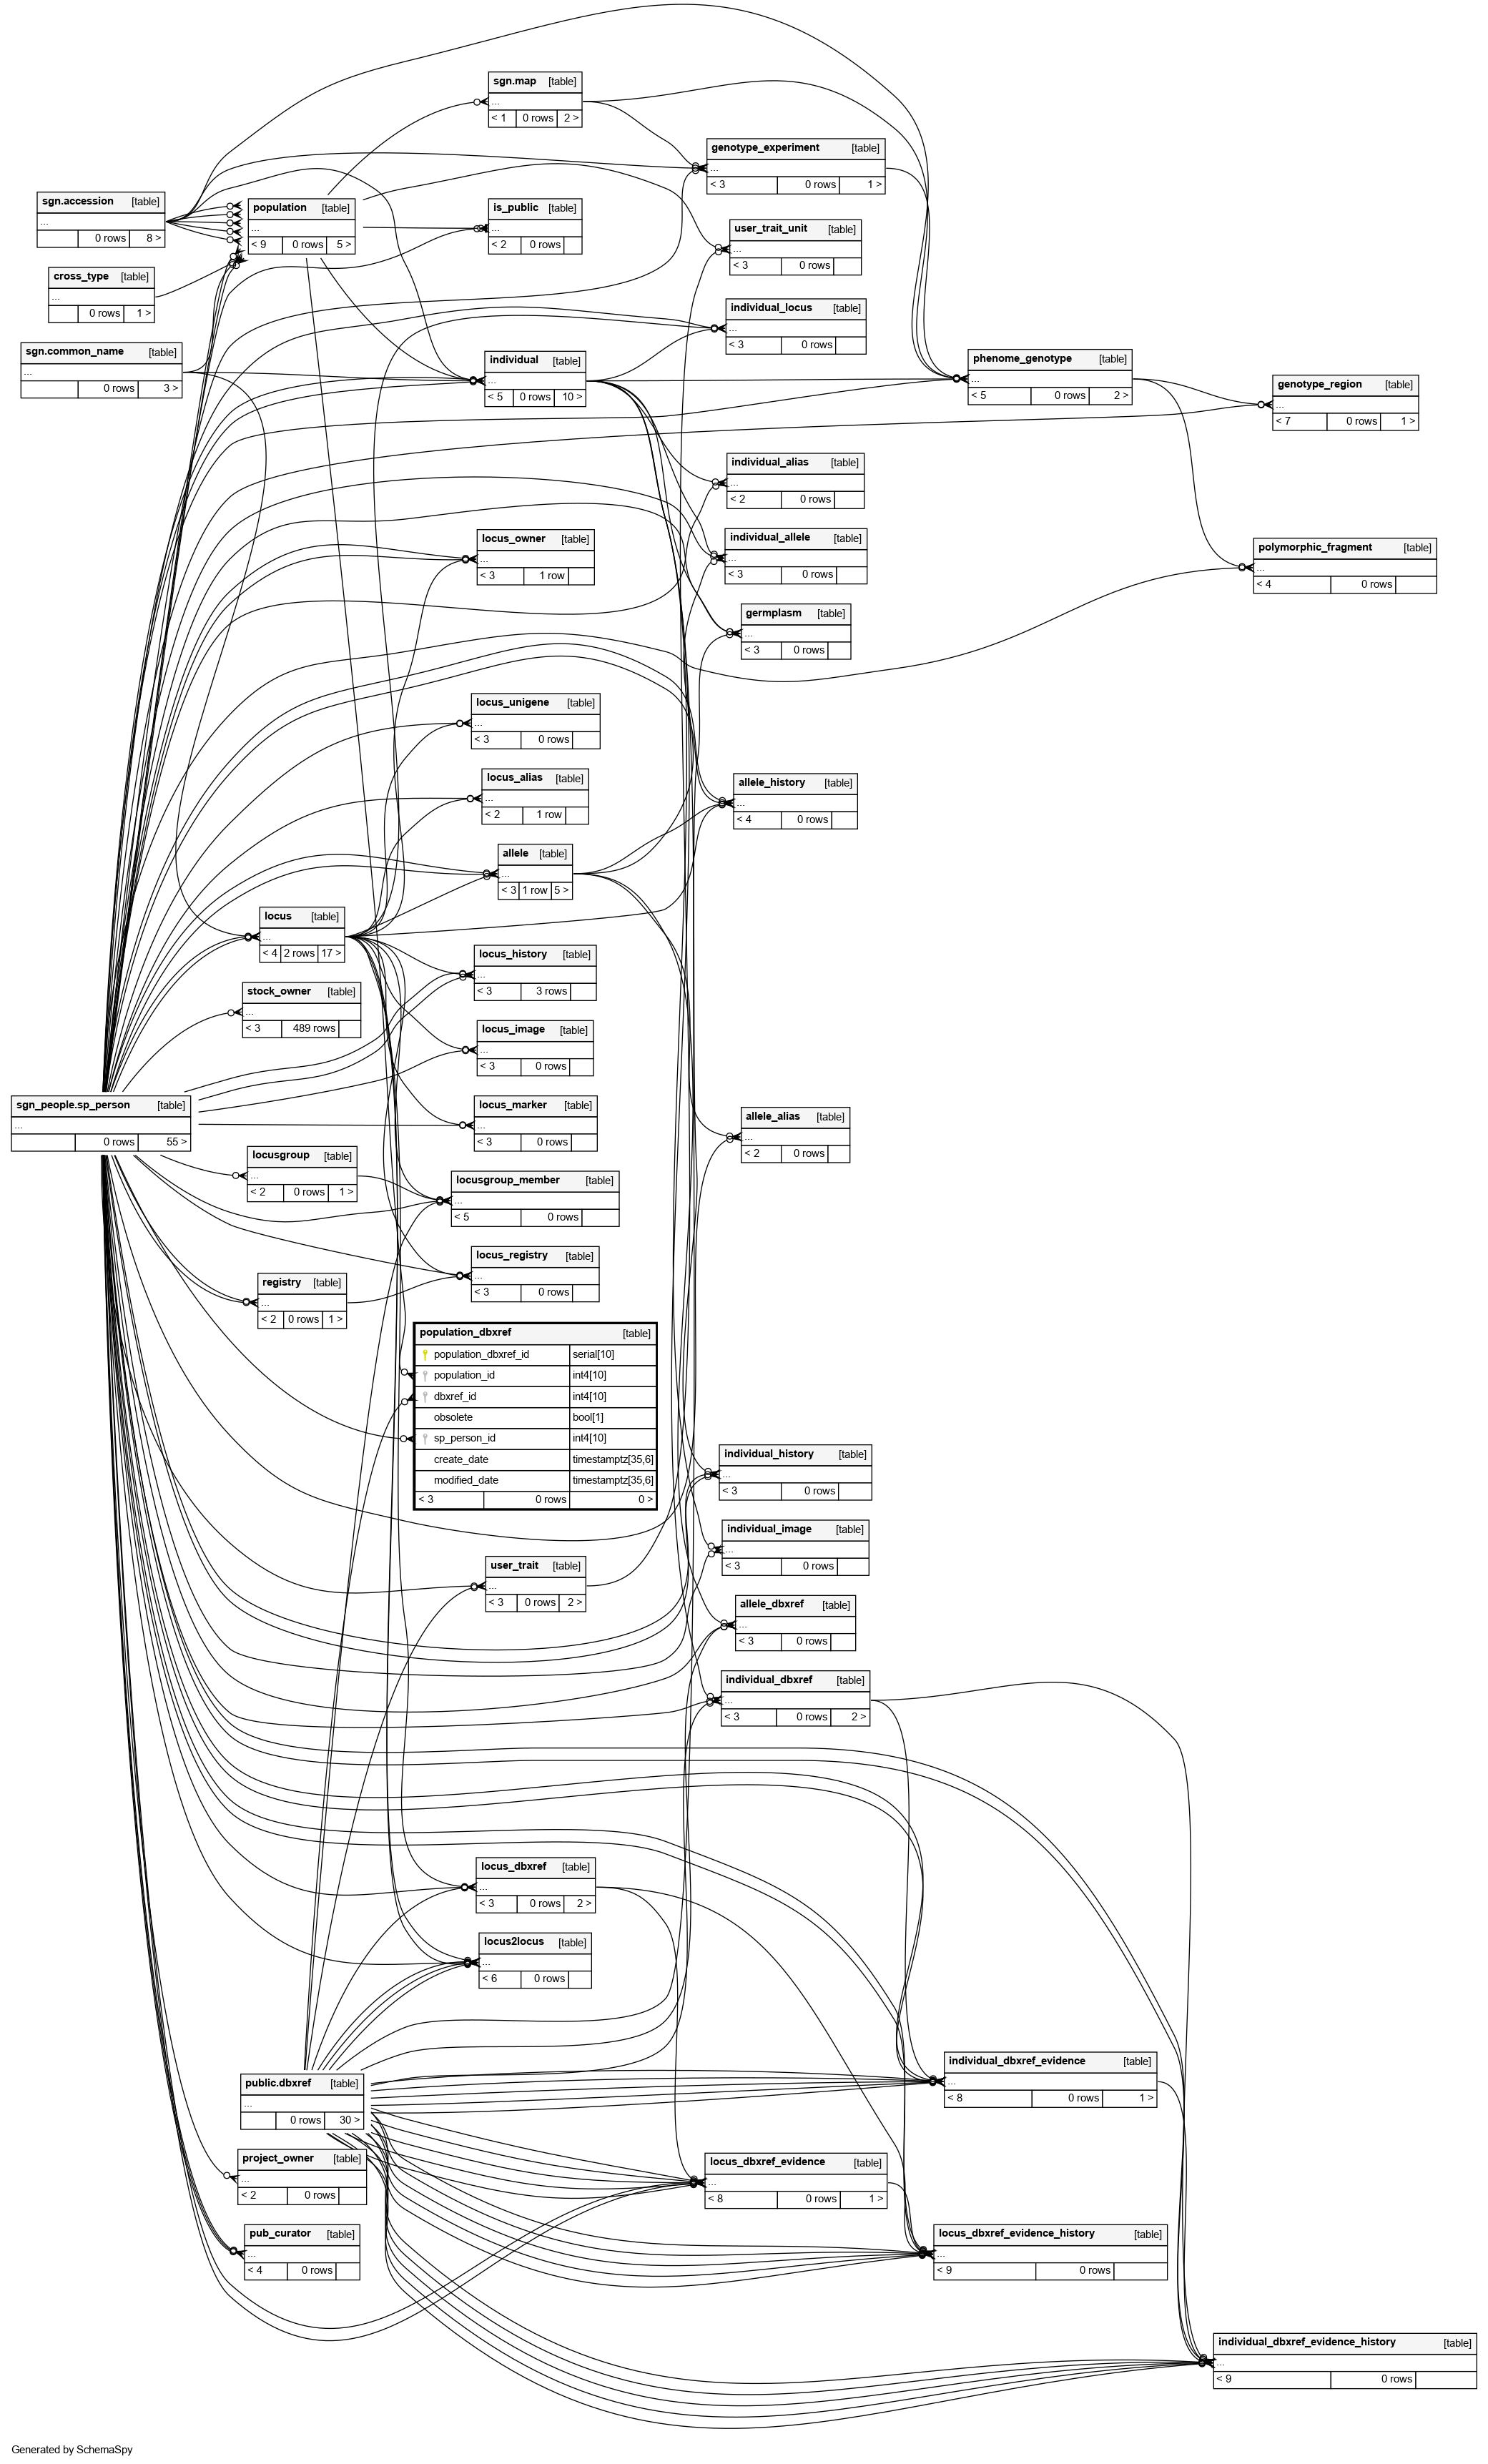 sgn.map [table]
...
< 1 0 rows 2 >
genotype_experiment [table]
...
< 3 0 rows 1 >
sgn.accession [table]
...
0 rows 8 >
population [table]
...
< 9 0 rows 5 >
is_public [table]
...
< 2 0 rows
user_trait_unit [table]
...
< 3 0 rows
cross_type [table]
...
0 rows 1 >
individual_locus [table]
...
< 3 0 rows
sgn.common_name [table]
...
0 rows 3 >
individual [table]
...
< 5 0 rows 10 >
phenome_genotype [table]
...
< 5 0 rows 2 >
genotype_region [table]
...
< 7 0 rows 1 >
individual_alias [table]
...
< 2 0 rows
locus_owner [table]
...
< 3 1 row
individual_allele [table]
...
< 3 0 rows
polymorphic_fragment [table]
...
< 4 0 rows
germplasm [table]
...
< 3 0 rows
locus_unigene [table]
...
< 3 0 rows
locus_alias [table]
...
< 2 1 row
allele_history [table]
...
< 4 0 rows
allele [table]
...
< 3 1 row 5 >
locus [table]
...
< 4 2 rows 17 >
locus_history [table]
...
< 3 3 rows
stock_owner [table]
...
< 3 489 rows
locus_image [table]
...
< 3 0 rows
sgn_people.sp_person [table]
...
0 rows 55 >
locus_marker [table]
...
< 3 0 rows
allele_alias [table]
...
< 2 0 rows
locusgroup [table]
...
< 2 0 rows 1 >
locusgroup_member [table]
...
< 5 0 rows
locus_registry [table]
...
< 3 0 rows
registry [table]
...
< 2 0 rows 1 >
population_dbxref [table]
population_dbxref_id serial[10]
population_id int4[10]
dbxref_id int4[10]
obsolete bool[1]
sp_person_id int4[10]
create_date timestamptz[35,6]
modified_date timestamptz[35,6]
< 3 0 rows 0 >
individual_history [table]
...
< 3 0 rows
individual_image [table]
...
< 3 0 rows
user_trait [table]
...
< 3 0 rows 2 >
allele_dbxref [table]
...
< 3 0 rows
individual_dbxref [table]
...
< 3 0 rows 2 >
locus_dbxref [table]
...
< 3 0 rows 2 >
locus2locus [table]
...
< 6 0 rows
individual_dbxref_evidence [table]
...
< 8 0 rows 1 >
public.dbxref [table]
...
0 rows 30 >
project_owner [table]
...
< 2 0 rows
locus_dbxref_evidence [table]
...
< 8 0 rows 1 >
pub_curator [table]
...
< 4 0 rows
locus_dbxref_evidence_history [table]
...
< 9 0 rows
individual_dbxref_evidence_history [table]
...
< 9 0 rows
Generated by SchemaSpy